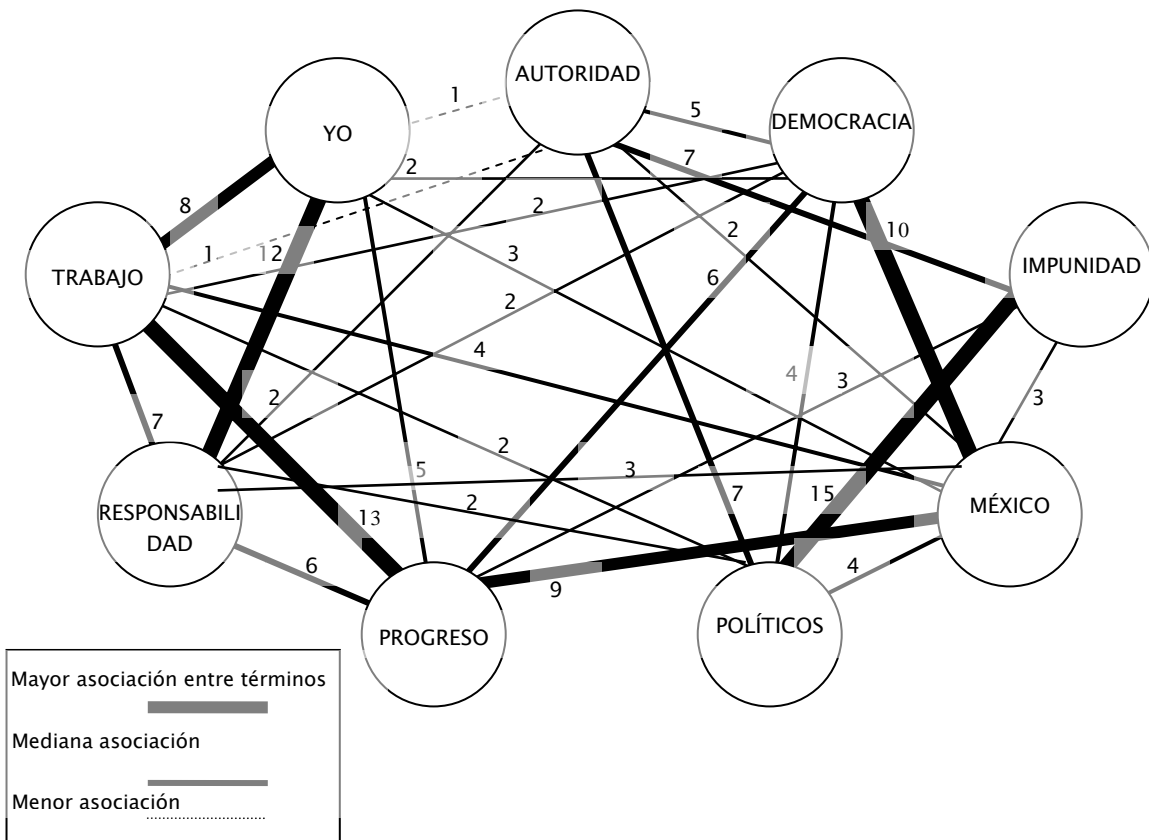 AUTORIDAD
1
5
DEMOCRACIA
YO
7
2
8
2
2
10
1
12
3
IMPUNIDAD
TRABAJO
6
2
4
4
3
3
2
7
2
3
5
2
7
15
MÉXICO
RESPONSABILI
DAD
13
6
9
4
PROGRESO
POLÍTICOS
Mayor asociación entre términos
Mediana asociación
Menor asociación